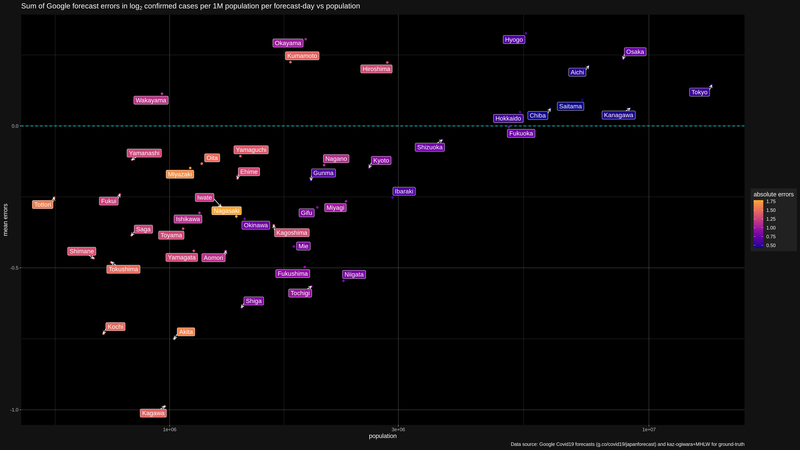 Sum of Google forecast errors in log2 confirmed cases per 1M population per forecast-day vs population
Okayama
Hyogo
Kumamoto
Osaka
Hiroshima
Aichi
Wakayama
Tokyo
Saitama
Hokkaido
Chiba
Kanagawa
0.0
Fukuoka
Shizuoka
Yamanashi
Oita
Yamaguchi
Nagano
Kyoto
Miyazaki
Ehime
Gunma
Ibaraki
Tottori
Fukui
Iwate
Nagasaki
Gifu
Miyagi
Ishikawa
Okinawa
Saga
Toyama
Kagoshima
Mie
Shimane
Yamagata
Aomori
-0.5
Tokushima
Fukushima
Niigata
Tochigi
Shiga
Kochi
Akita
-1.0
Kagawa
mean errors
1e+06
3e+06
1e+07
population
absolute errors
1.75
1.50
1.25
1.00
0.75
0.50
Data source: Google Covid19 forecasts (g.co/covid19/japanforecast) and kaz-ogiwara+MHLW for ground-truth